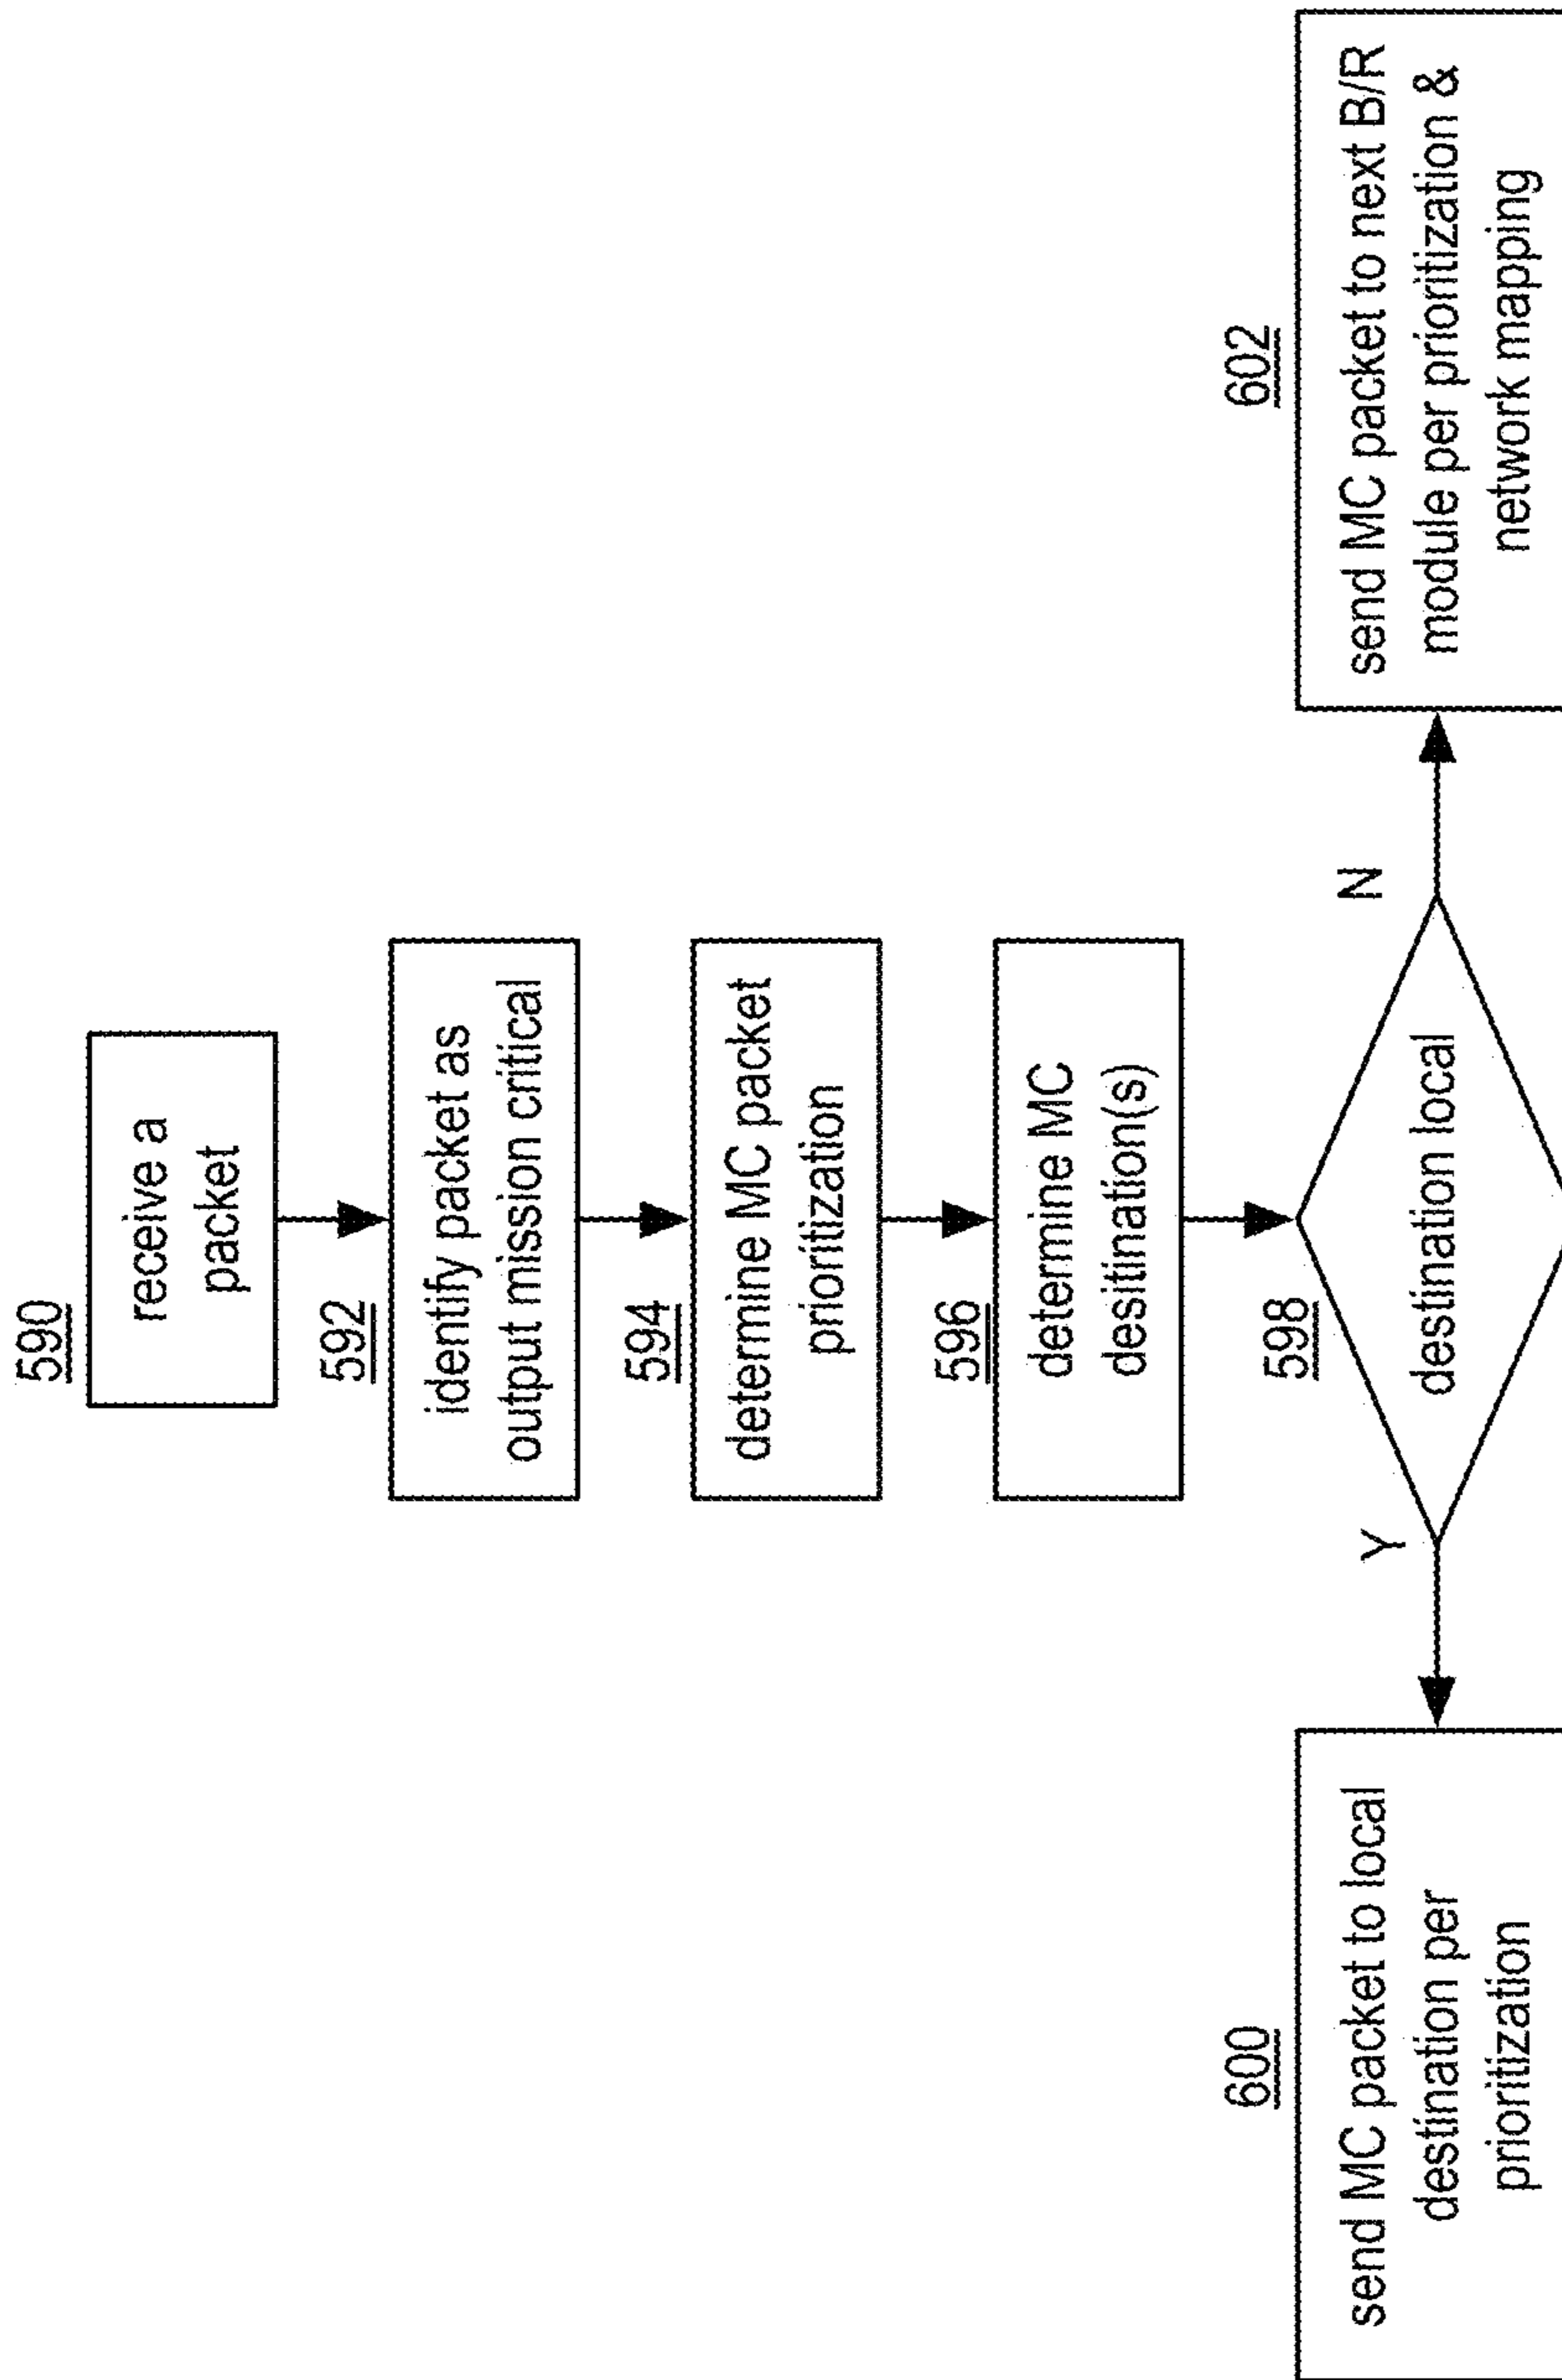 590
receive a
packet
592
identify packet as
output mission critical
594
determine MC packet
prioritization
596
determine MC
desitination(s)
598
destination local
Y
N
600
send MC packet to local
destination per
prioritization
602
send MC packet to next B/R
module per prioritization &
network mapping